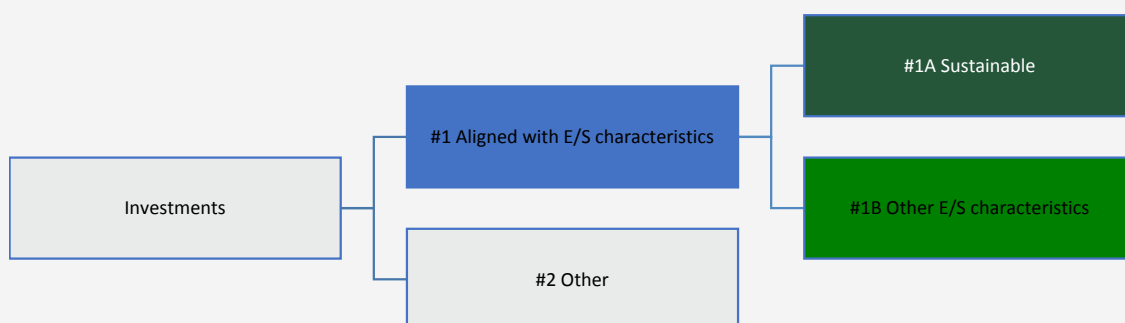 #1A Sustainable
#1 Aligned with E/S characteristics
Investments
#1B Other E/S characteristics
#2 Other